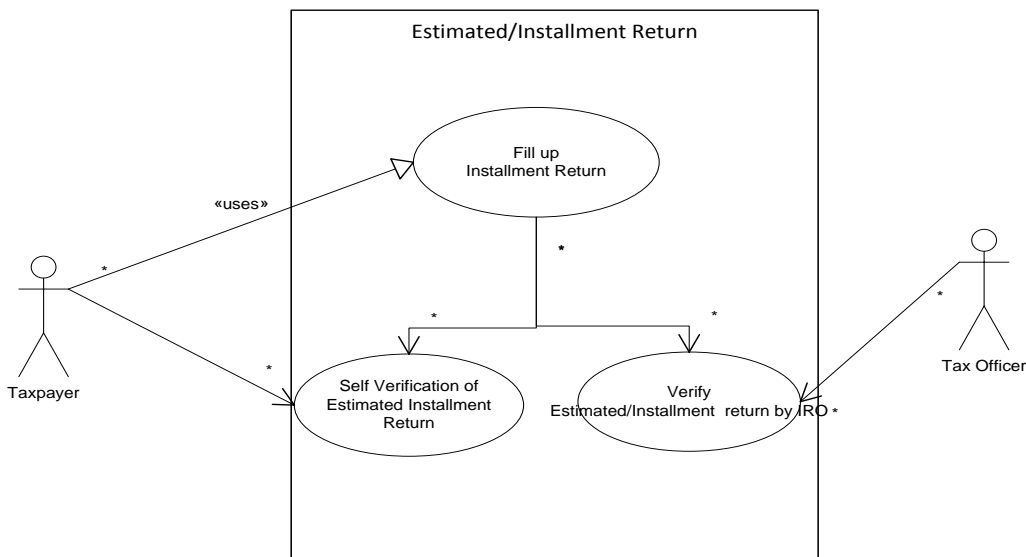 Estimated/Installment Return
Fill up
Installment Return
«uses»
*
*
*
*
*
*
Taxpayer
Tax Officer
Self Verification of
Estimated Installment
Return
Verify
Estimated/Installment return by IRO *